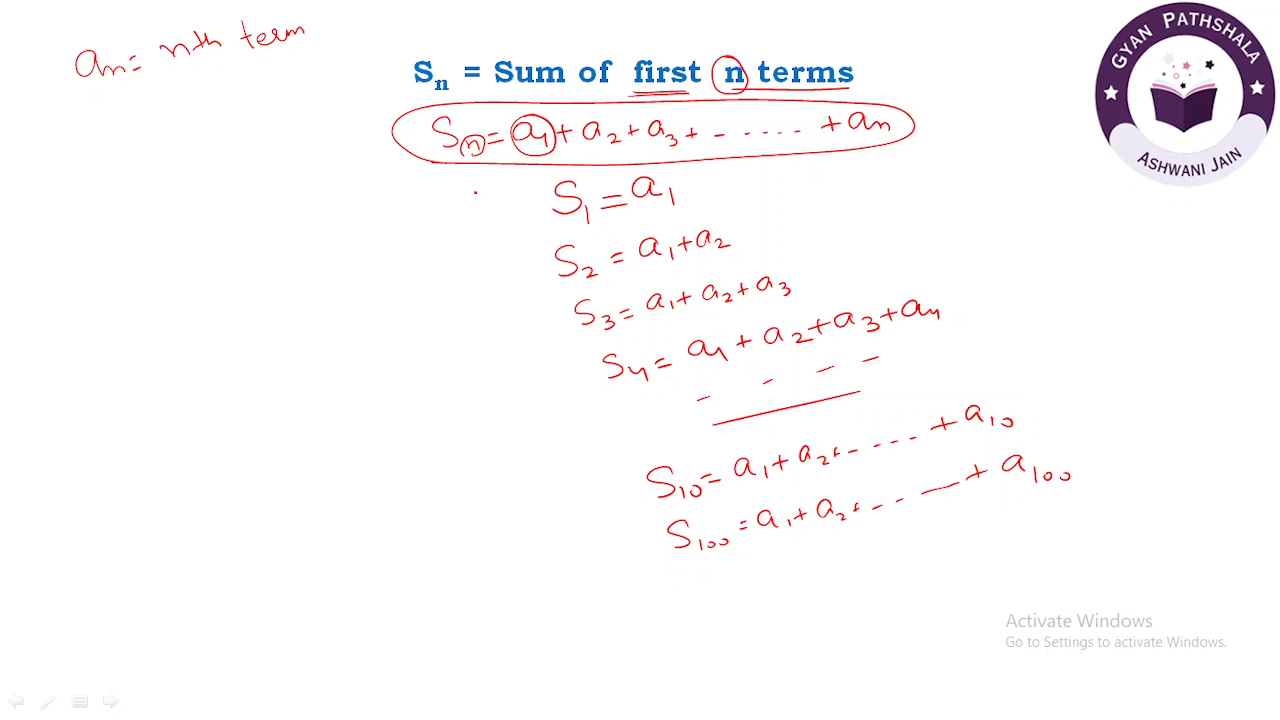 aₙ = nth term
Sₙ = Sum of first n terms
Sₙ = a₁ + a₂ + a₃ + - ..... + aₙ
S₁ = a₁
S₂ = a₁ + a₂
S₃ = a₁ + a₂ + a₃
S₄ = a₁ + a₂ + a₃ + a₄
- - - -
S₁₀ = a₁ + a₂ + - .... + a₁₀
S₁₀₀ = a₁ + a₂ + - .. — + a₁₀₀
GYAN PATHSHALA
ASHWANI JAIN
Activate Windows
Go to Settings to activate Windows.